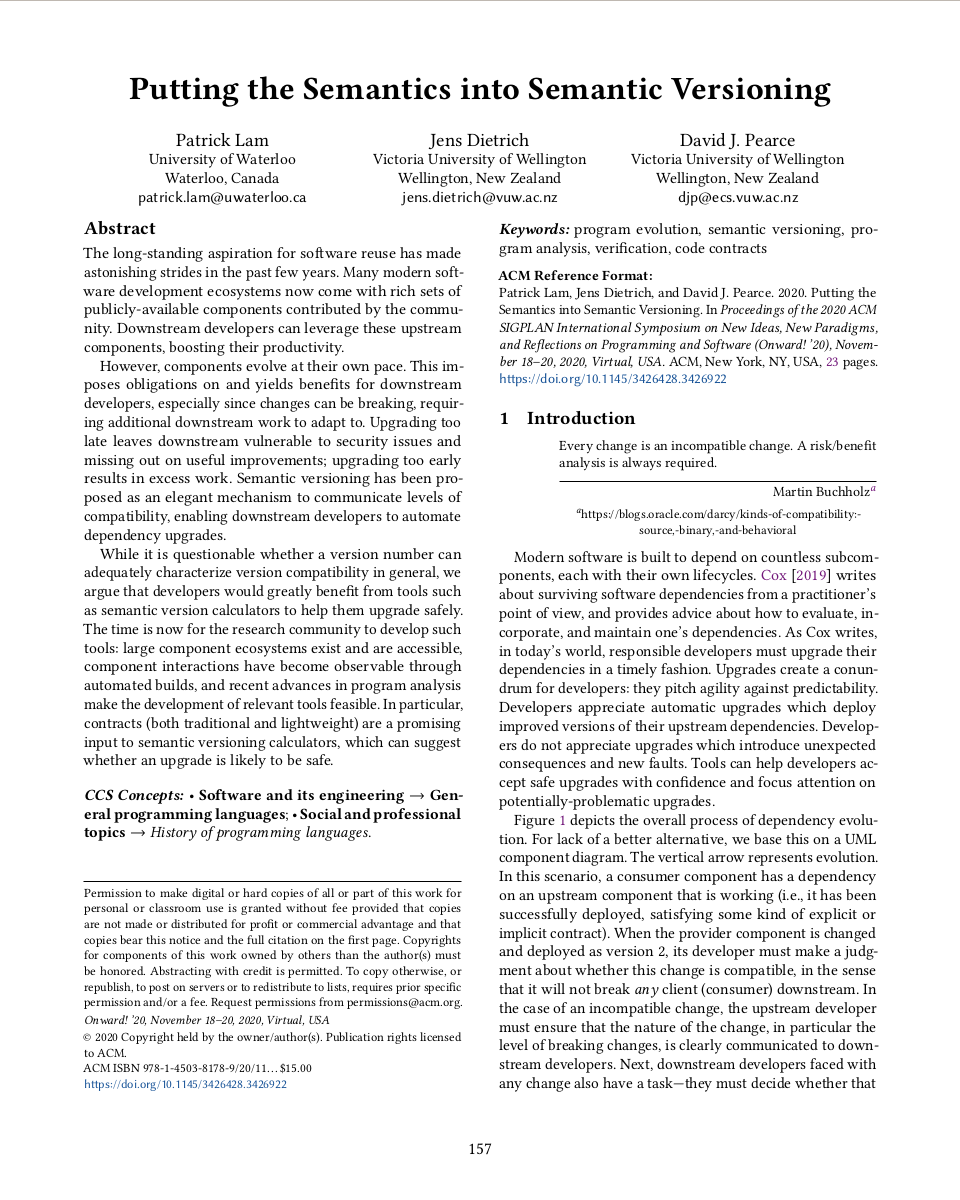 Putting the Semantics into Semantic Versioning
Patrick Lam
University of Waterloo
Waterloo, Canada
patrick.lam@uwaterloo.ca
Jens Dietrich
Victoria University of Wellington
Wellington, New Zealand
jens.dietrich@vuw.ac.nz
David J. Pearce
Victoria University of Wellington
Wellington, New Zealand
djp@ecs.vuw.ac.nz
Abstract
The long-standing aspiration for software reuse has made
astonishing strides in the past few years. Many modern soft-
ware development ecosystems now come with rich sets of
publicly-available components contributed by the commu-
nity. Downstream developers can leverage these upstream
components, boosting their productivity.
However, components evolve at their own pace. This im-
poses obligations on and yields benefits for downstream
developers, especially since changes can be breaking, requir-
ing additional downstream work to adapt to. Upgrading too
late leaves downstream vulnerable to security issues and
missing out on useful improvements; upgrading too early
results in excess work. Semantic versioning has been pro-
posed as an elegant mechanism to communicate levels of
compatibility, enabling downstream developers to automate
dependency upgrades.
While it is questionable whether a version number can
adequately characterize version compatibility in general, we
argue that developers would greatly benefit from tools such
as semantic version calculators to help them upgrade safely.
The time is now for the research community to develop such
tools: large component ecosystems exist and are accessible,
component interactions have become observable through
automated builds, and recent advances in program analysis
make the development of relevant tools feasible. In particular,
contracts (both traditional and lightweight) are a promising
input to semantic versioning calculators, which can suggest
whether an upgrade is likely to be safe.
CCS Concepts: • Software and its engineering → Gen-
eral programming languages; • Social and professional
topics → History of programming languages.
Permission to make digital or hard copies of all or part of this work for
personal or classroom use is granted without fee provided that copies
are not made or distributed for profit or commercial advantage and that
copies bear this notice and the full citation on the first page. Copyrights
for components of this work owned by others than the author(s) must
be honored. Abstracting with credit is permitted. To copy otherwise, or
republish, to post on servers or to redistribute to lists, requires prior specific
permission and/or a fee. Request permissions from permissions@acm.org.
Onward! ’20, November 18–20, 2020, Virtual, USA
© 2020 Copyright held by the owner/author(s). Publication rights licensed
to ACM.
ACM ISBN 978-1-4503-8178-9/20/11...$15.00
https://doi.org/10.1145/3426428.3426922
Keywords: program evolution, semantic versioning, pro-
gram analysis, verification, code contracts
ACM Reference Format:
Patrick Lam, Jens Dietrich, and David J. Pearce. 2020. Putting the
Semantics into Semantic Versioning. In Proceedings of the 2020 ACM
SIGPLAN International Symposium on New Ideas, New Paradigms,
and Reflections on Programming and Software (Onward! ’20), Novem-
ber 18–20, 2020, Virtual, USA. ACM, New York, NY, USA, 23 pages.
https://doi.org/10.1145/3426428.3426922
1 Introduction
Every change is an incompatible change. A risk/benefit
analysis is always required.
Martin Buchholz^a
^a https://blogs.oracle.com/darcy/kinds-of-compatibility:-
source,-binary,-and-behavioral
Modern software is built to depend on countless subcom-
ponents, each with their own lifecycles. Cox [2019] writes
about surviving software dependencies from a practitioner’s
point of view, and provides advice about how to evaluate, in-
corporate, and maintain one’s dependencies. As Cox writes,
in today’s world, responsible developers must upgrade their
dependencies in a timely fashion. Upgrades create a conun-
drum for developers: they pitch agility against predictability.
Developers appreciate automatic upgrades which deploy
improved versions of their upstream dependencies. Develop-
ers do not appreciate upgrades which introduce unexpected
consequences and new faults. Tools can help developers ac-
cept safe upgrades with confidence and focus attention on
potentially-problematic upgrades.
Figure 1 depicts the overall process of dependency evolu-
tion. For lack of a better alternative, we base this on a UML
component diagram. The vertical arrow represents evolution.
In this scenario, a consumer component has a dependency
on an upstream component that is working (i.e., it has been
successfully deployed, satisfying some kind of explicit or
implicit contract). When the provider component is changed
and deployed as version 2, its developer must make a judg-
ment about whether this change is compatible, in the sense
that it will not break any client (consumer) downstream. In
the case of an incompatible change, the upstream developer
must ensure that the nature of the change, in particular the
level of breaking changes, is clearly communicated to down-
stream developers. Next, downstream developers faced with
any change also have a task—they must decide whether that
157